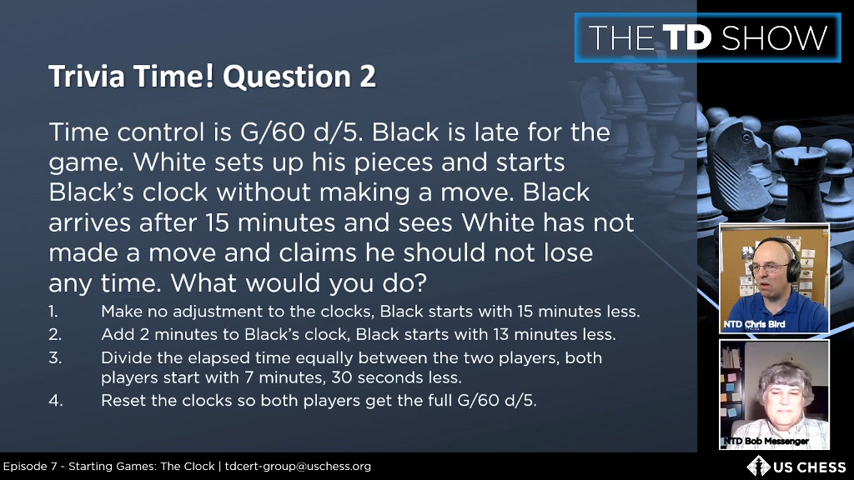 THE TD SHOW
Trivia Time! Question 2
Time control is G/60 d/5. Black is late for the
game. White sets up his pieces and starts
Black's clock without making a move. Black
arrives after 15 minutes and sees White has not
made a move and claims he should not lose
any time. What would you do?
1. Make no adjustment to the clocks, Black starts with 15 minutes less.
2. Add 2 minutes to Black's clock, Black starts with 13 minutes less.
3. Divide the elapsed time equally between the two players, both
players start with 7 minutes, 30 seconds less.
4. Reset the clocks so both players get the full G/60 d/5.
NTD Chris Bird
NTD Bob Messenger
Episode 7 - Starting Games: The Clock | tdcert-group@uschess.org
US CHESS